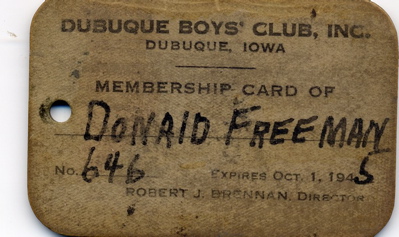 DUBUQUE BOYS' CLUB, INC.
DUBUQUE, IOWA
MEMBERSHIP CARD OF
DONALD FREEMAN
No. 646 EXPIRES OCT. 1, 1945
ROBERT J. BRENNAN, DIRECTOR